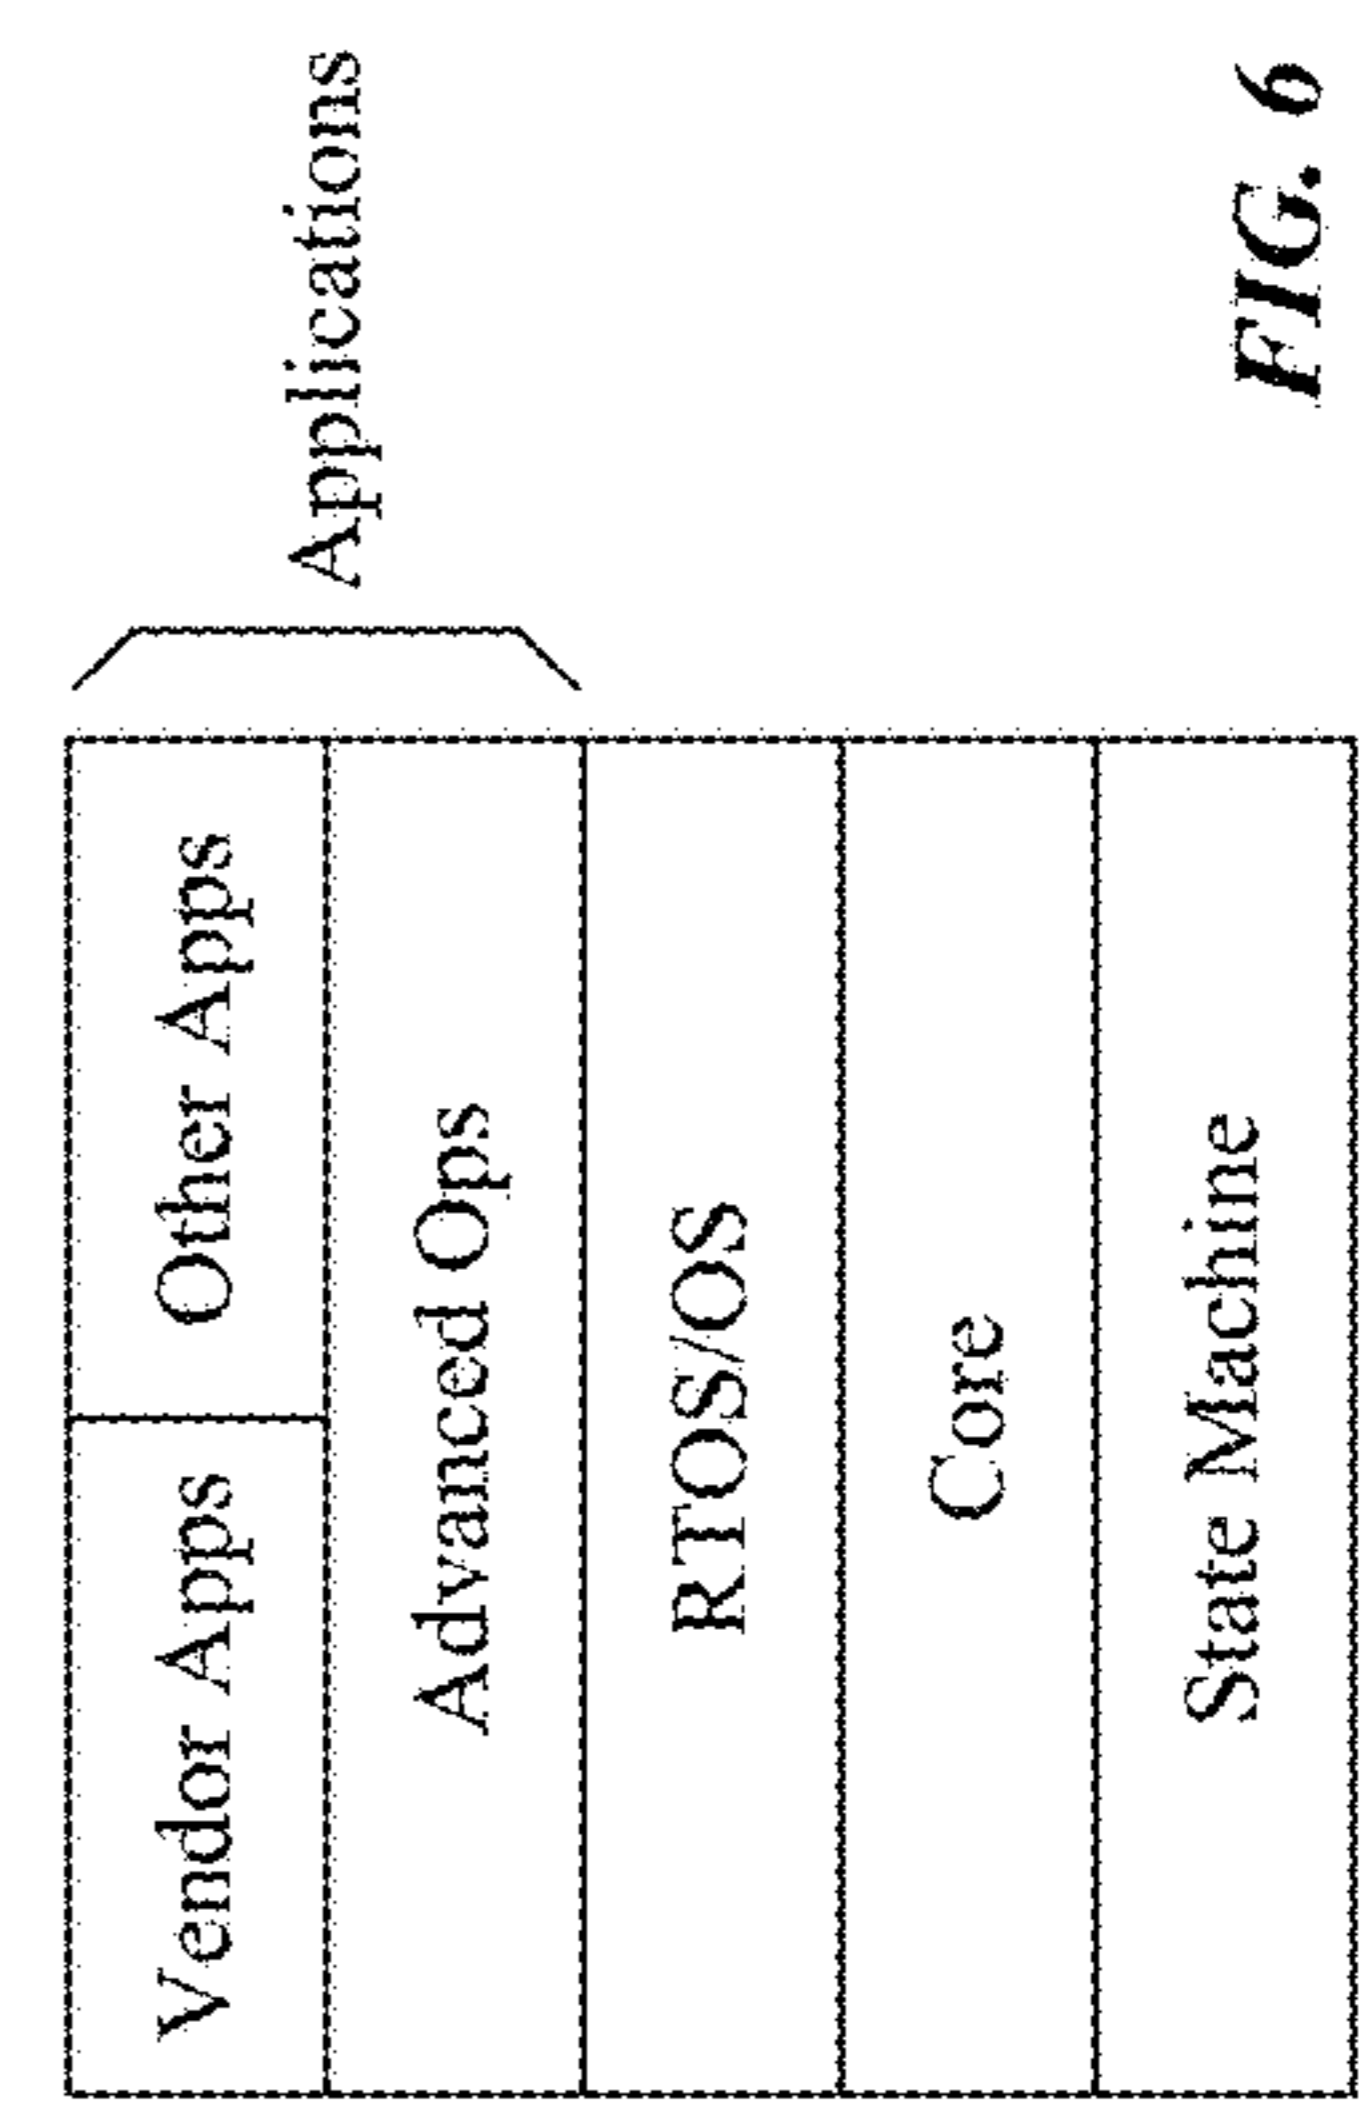 Vendor Apps
Other Apps
Applications
Advanced Ops
RTOS/OS
Core
State Machine
FIG. 6